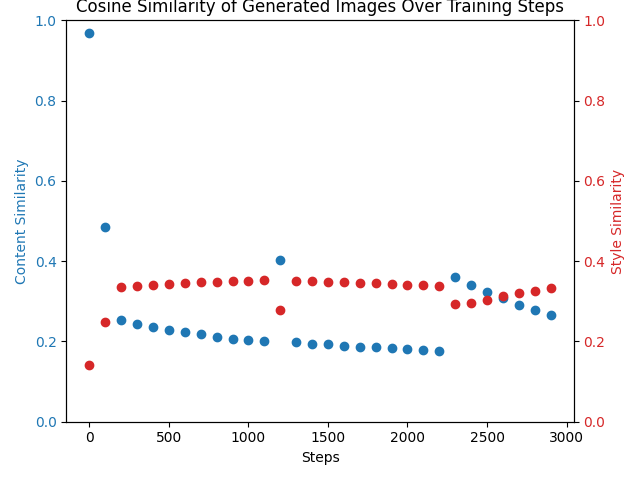 Cosine Similarity of Generated Images Over Training Steps
1.0
0.8
0.6
0.4
0.2
0.0
Content Similarity
1.0
0.8
0.6
0.4
0.2
0.0
Style Similarity
0 500 1000 1500 2000 2500 3000
Steps